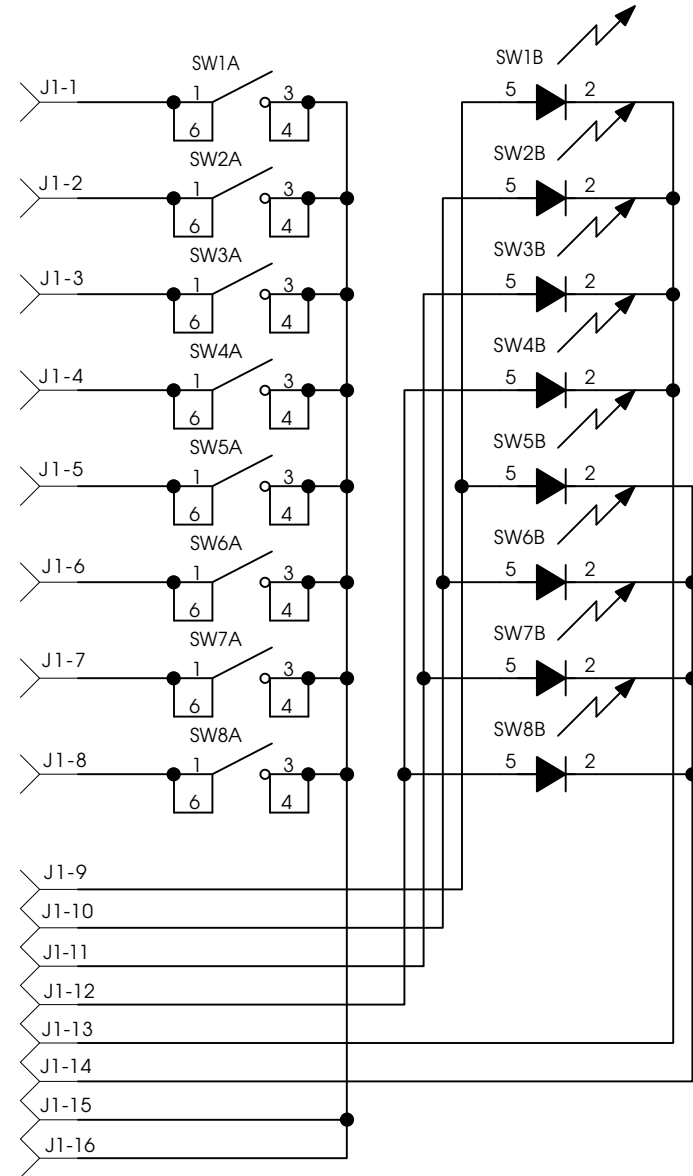 SW1A
J1-1 1 3
6 4
SW2A
J1-2 1 3
6 4
SW3A
J1-3 1 3
6 4
SW4A
J1-4 1 3
6 4
SW5A
J1-5 1 3
6 4
SW6A
J1-6 1 3
6 4
SW7A
J1-7 1 3
6 4
SW8A
J1-8 1 3
6 4
SW1B
5 2
SW2B
5 2
SW3B
5 2
SW4B
5 2
SW5B
5 2
SW6B
5 2
SW7B
5 2
SW8B
5 2
J1-9
J1-10
J1-11
J1-12
J1-13
J1-14
J1-15
J1-16